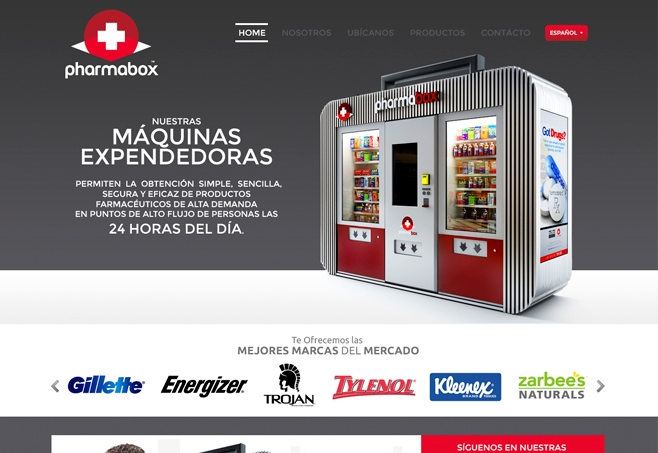 HOME NOSOTROS UBÍCANOS PRODUCTOS CONTÁCTO ESPAÑOL
pharmabox
NUESTRAS
MÁQUINAS
EXPENDEDORAS
PERMITEN LA OBTENCIÓN SIMPLE, SENCILLA,
SEGURA Y EFICAZ DE PRODUCTOS
FARMACÉUTICOS DE ALTA DEMANDA
EN PUNTOS DE ALTO FLUJO DE PERSONAS LAS
24 HORAS DEL DÍA.
pharmabox
Got Drugs?
Te Ofrecemos las
MEJORES MARCAS DEL MERCADO
Gillette Energizer TROJAN TYLENOL Kleenex BRAND zarbee's NATURALS
SÍGUENOS EN NUESTRAS